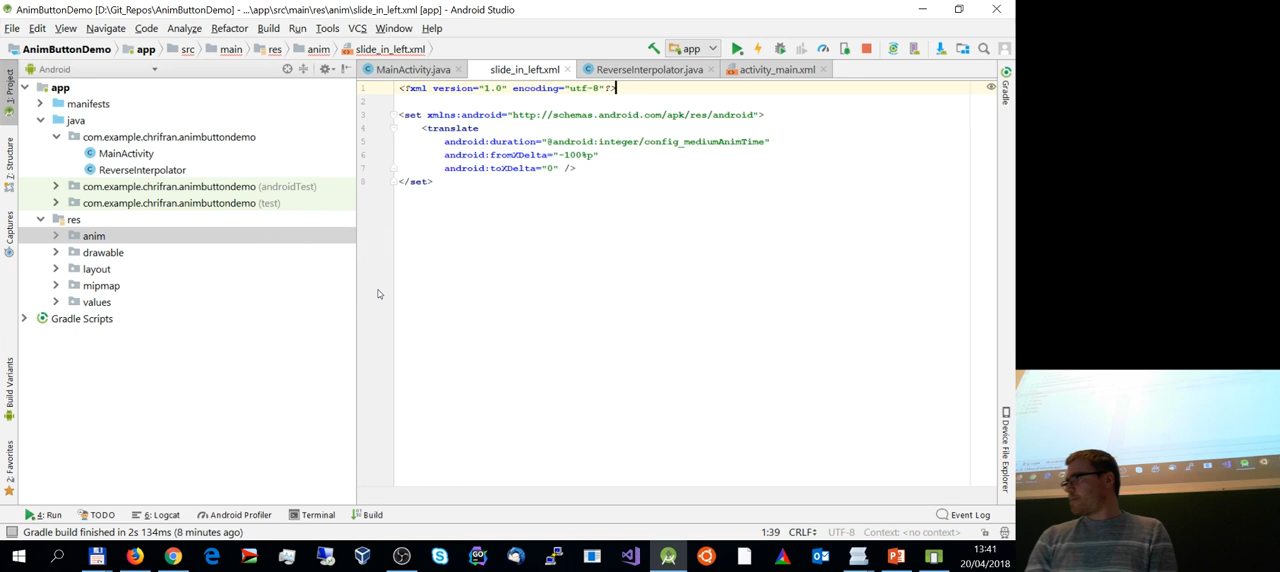 AnimButtonDemo [D:\Git_Repos\AnimButtonDemo] - ...\app\src\main\res\anim\slide_in_left.xml [app] - Android Studio
File Edit View Navigate Code Analyze Refactor Build Run Tools VCS Window Help
AnimButtonDemo app src main res anim slide_in_left.xml app
Android MainActivity.java slide_in_left.xml ReverseInterpolator.java activity_main.xml
1: Project
Z: Structure
Captures
Build Variants
2: Favorites
app
manifests
java
com.example.chrifran.animbuttondemo
MainActivity
ReverseInterpolator
com.example.chrifran.animbuttondemo (androidTest)
com.example.chrifran.animbuttondemo (test)
res
anim
drawable
layout
mipmap
values
Gradle Scripts
1 <?xml version="1.0" encoding="utf-8"?>
2
3 <set xmlns:android="http://schemas.android.com/apk/res/android">
4 <translate
5 android:duration="@android:integer/config_mediumAnimTime"
6 android:fromXDelta="-100%p"
7 android:toXDelta="0" />
8 </set>
Gradle
Device File Explorer
4: Run TODO 6: Logcat Android Profiler Terminal Build Event Log
Gradle build finished in 2s 134ms (8 minutes ago) 1:39 CRLF UTF-8 Context: <no context>
GO
13:41
20/04/2018